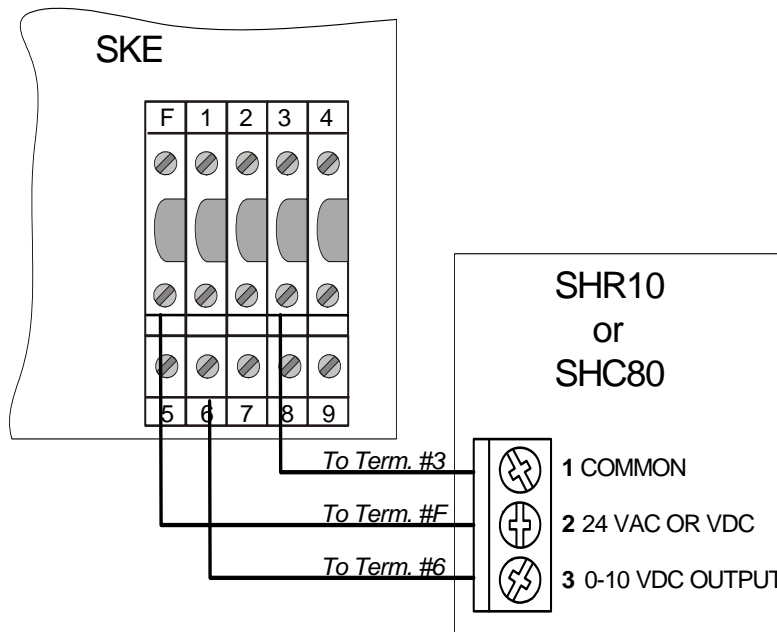 SKE
F 1 2 3 4
5 6 7 8 9
SHR10
or
SHC80
To Term. #3
1 COMMON
To Term. #F
2 24 VAC OR VDC
To Term. #6
3 0-10 VDC OUTPUT